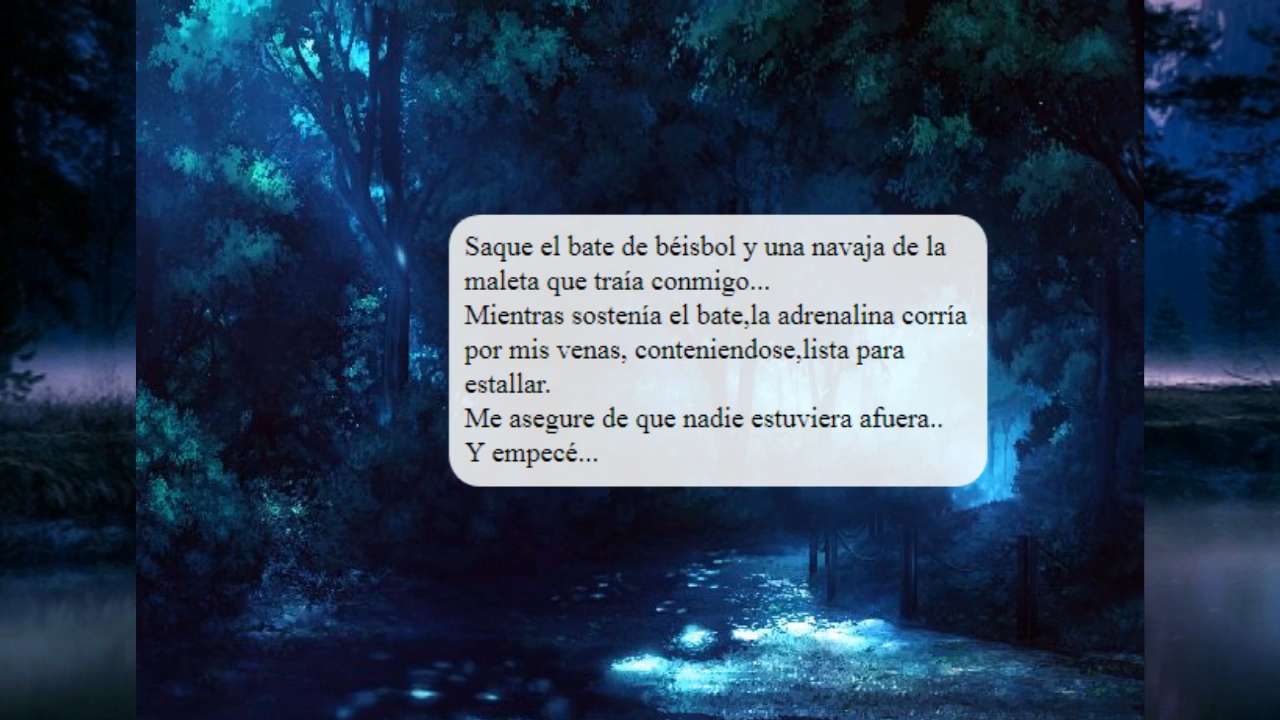 Saque el bate de béisbol y una navaja de la
maleta que traía conmigo...
Mientras sostenía el bate,la adrenalina corría
por mis venas, conteniendose,lista para
estallar.
Me asegure de que nadie estuviera afuera..
Y empecé...